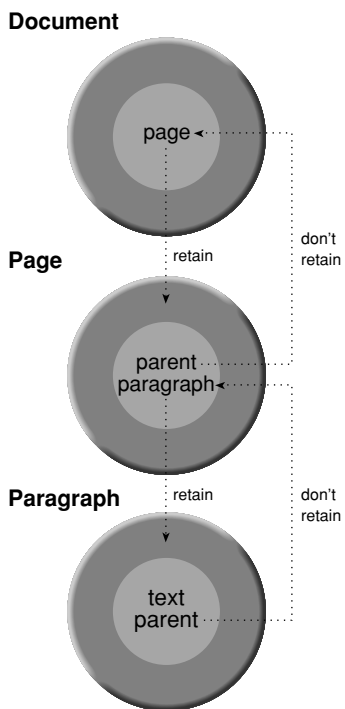 Document
page
retain
don't
retain
Page
parent
paragraph
retain
don't
retain
Paragraph
text
parent